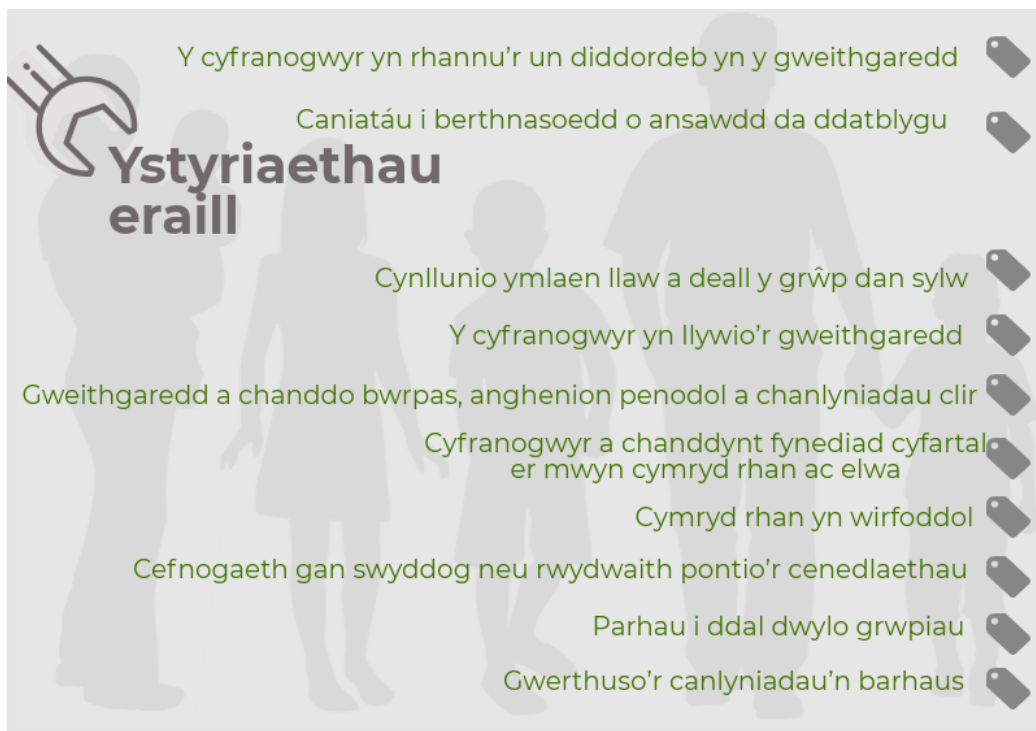 Y cyfranogwyr yn rhannu’r un diddordeb yn y gweithgaredd
Caniatáu i berthnasoedd o ansawdd da ddatblygu
Ystyriaethau
eraill
Cynllunio ymlaen llaw a deall y grŵp dan sylw
Y cyfranogwyr yn llywio’r gweithgaredd
Gweithgaredd a chanddo bwrpas, anghenion penodol a chanlyniadau clir
Cyfranogwyr a chanddynt fynediad cyfartal
er mwyn cymryd rhan ac elwa
Cymryd rhan yn wirfoddol
Cefnogaeth gan swyddog neu rwydwaith pontio’r cenedlaethau
Parhau i ddal dwylo grwpiau
Gwerthuso’r canlyniadau’n barhaus